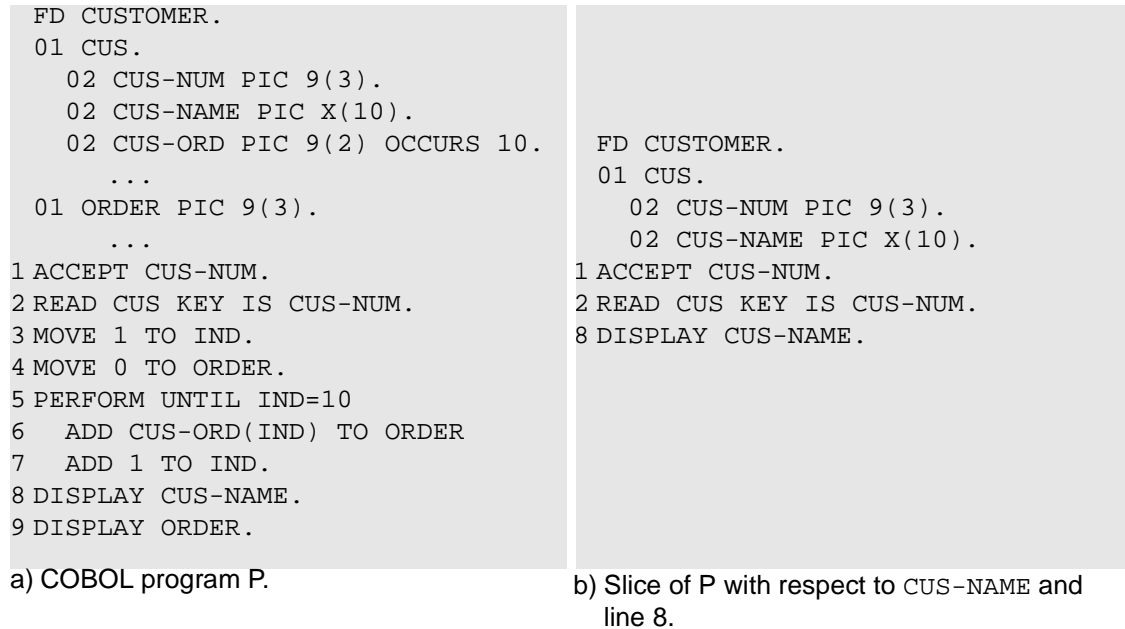 FD CUSTOMER.
01 CUS.
02 CUS-NUM PIC 9(3).
02 CUS-NAME PIC X(10).
02 CUS-ORD PIC 9(2) OCCURS 10.
...
01 ORDER PIC 9(3).
...
1 ACCEPT CUS-NUM.
2 READ CUS KEY IS CUS-NUM.
3 MOVE 1 TO IND.
4 MOVE 0 TO ORDER.
5 PERFORM UNTIL IND=10
6 ADD CUS-ORD(IND) TO ORDER
7 ADD 1 TO IND.
8 DISPLAY CUS-NAME.
9 DISPLAY ORDER.
a) COBOL program P.
FD CUSTOMER.
01 CUS.
02 CUS-NUM PIC 9(3).
02 CUS-NAME PIC X(10).
1 ACCEPT CUS-NUM.
2 READ CUS KEY IS CUS-NUM.
8 DISPLAY CUS-NAME.
b) Slice of P with respect to CUS-NAME and
line 8.